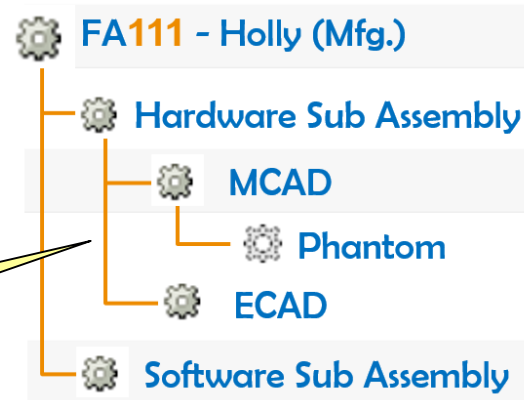 FA111 - Holly (Mfg.)
Hardware Sub Assembly
MCAD
Phantom
ECAD
Software Sub Assembly